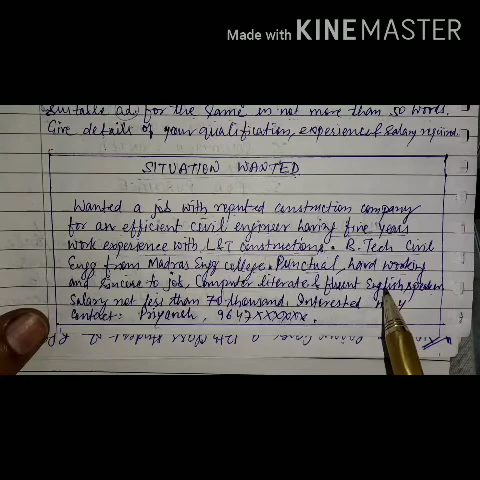 Made with KINEMASTER
suitable ad. for the same in not more than 50 words.
Give details of your qualification, experience & salary required.
SITUATION WANTED
Wanted a job with reputed construction company
for an efficient civil engineer having five years
work experience with L&T constructions. B.Tech Civil
Engg from Madras Engg college. Punctual, hard working
and sincere to job, Computer literate & fluent English speaker
Salary not less than 70 thousand. Interested may
Contact: Priyansh, 9647XXXXXX.